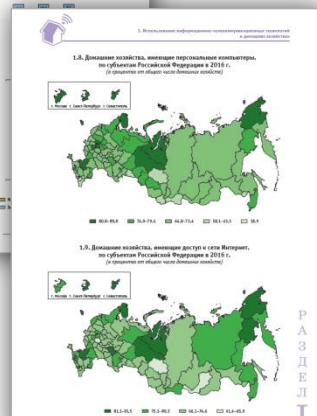 1. Использование информационно-телекоммуникационных технологий
в домашних хозяйствах
1.8. Домашние хозяйства, имеющие персональные компьютеры,
по субъектам Российской Федерации в 2016 г.
(в процентах от общего числа домашних хозяйств)
г. Москва г. Санкт-Петербург г. Севастополь
1.9. Домашние хозяйства, имеющие доступ к сети Интернет,
по субъектам Российской Федерации в 2016 г.
(в процентах от общего числа домашних хозяйств)
г. Москва г. Санкт-Петербург г. Севастополь
РАЗДЕЛ
I